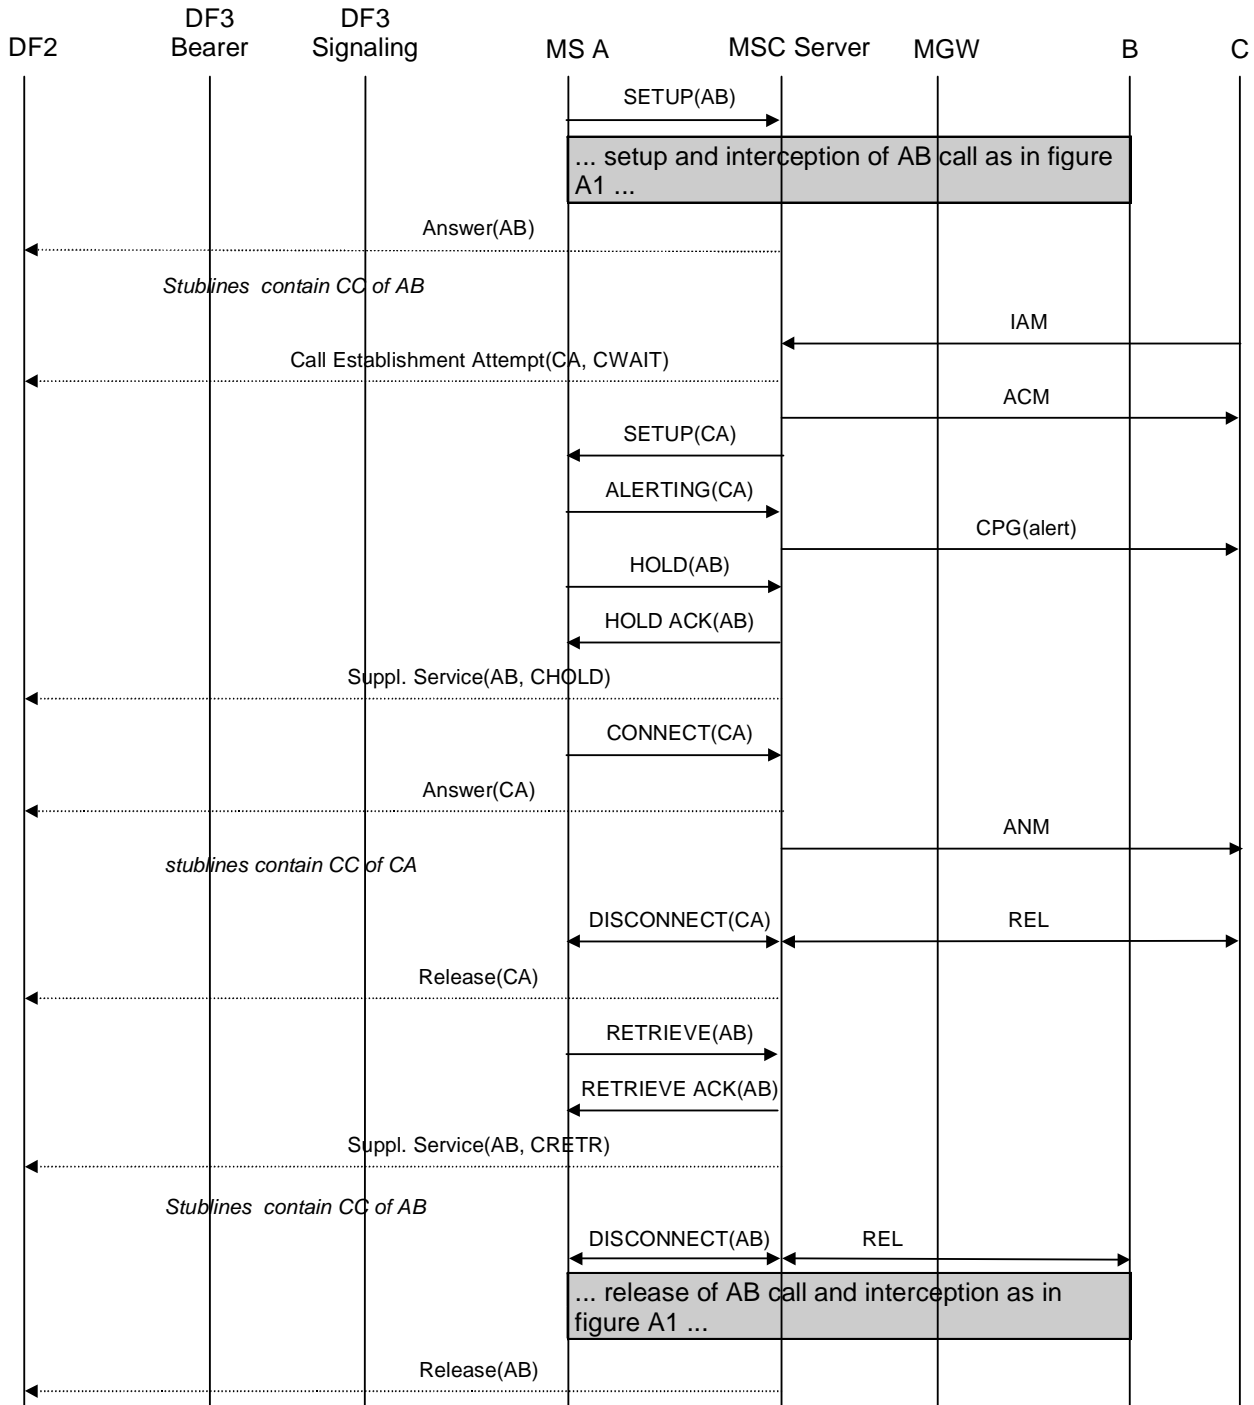 DF3 DF3
DF2 Bearer Signaling MS A MSC Server MGW B C
SETUP(AB)
... setup and interception of AB call as in figure
A1 ...
Answer(AB)
Stublines contain CC of AB
IAM
Call Establishment Attempt(CA, CWAIT)
ACM
SETUP(CA)
ALERTING(CA)
CPG(alert)
HOLD(AB)
HOLD ACK(AB)
Suppl. Service(AB, CHOLD)
CONNECT(CA)
Answer(CA)
ANM
stublines contain CC of CA
DISCONNECT(CA) REL
Release(CA)
RETRIEVE(AB)
RETRIEVE ACK(AB)
Suppl. Service(AB, CRETR)
Stublines contain CC of AB
DISCONNECT(AB) REL
... release of AB call and interception as in
figure A1 ...
Release(AB)